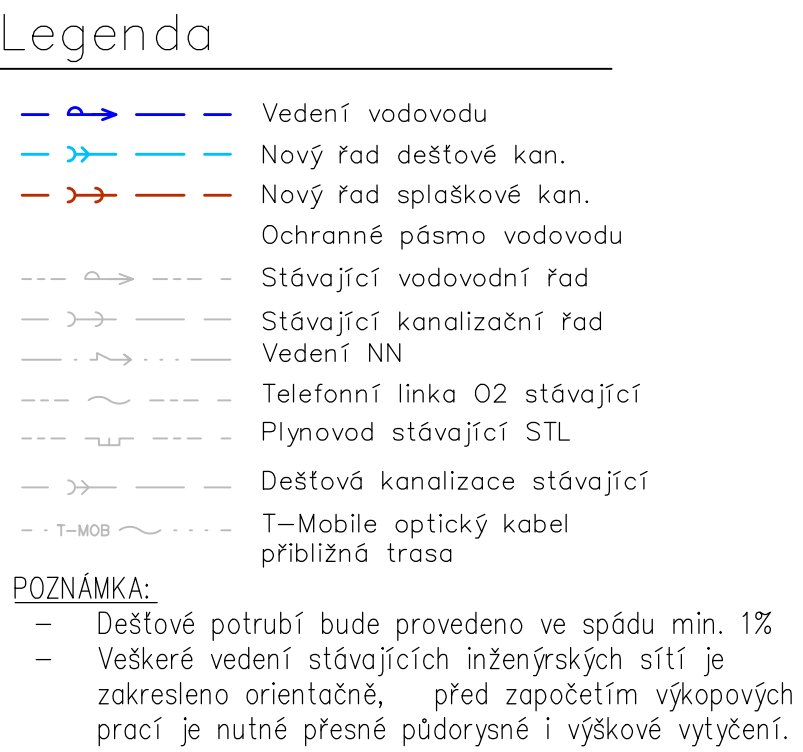 Legenda
Vedení vodovodu
Nový řad dešťové kan.
Nový řad splaškové kan.
Ochranné pásmo vodovodu
Stávající vodovodní řad
Stávající kanalizační řad
Vedení NN
Telefonní linka O2 stávající
Plynovod stávající STL
Dešťová kanalizace stávající
T-MOB T-Mobile optický kabel
přibližná trasa
POZNÁMKA:
- Dešťové potrubí bude provedeno ve spádu min. 1%
- Veškeré vedení stávajících inženýrských sítí je
zakresleno orientačně, před započetím výkopových
prací je nutné přesné půdorysné i výškové vytyčení.